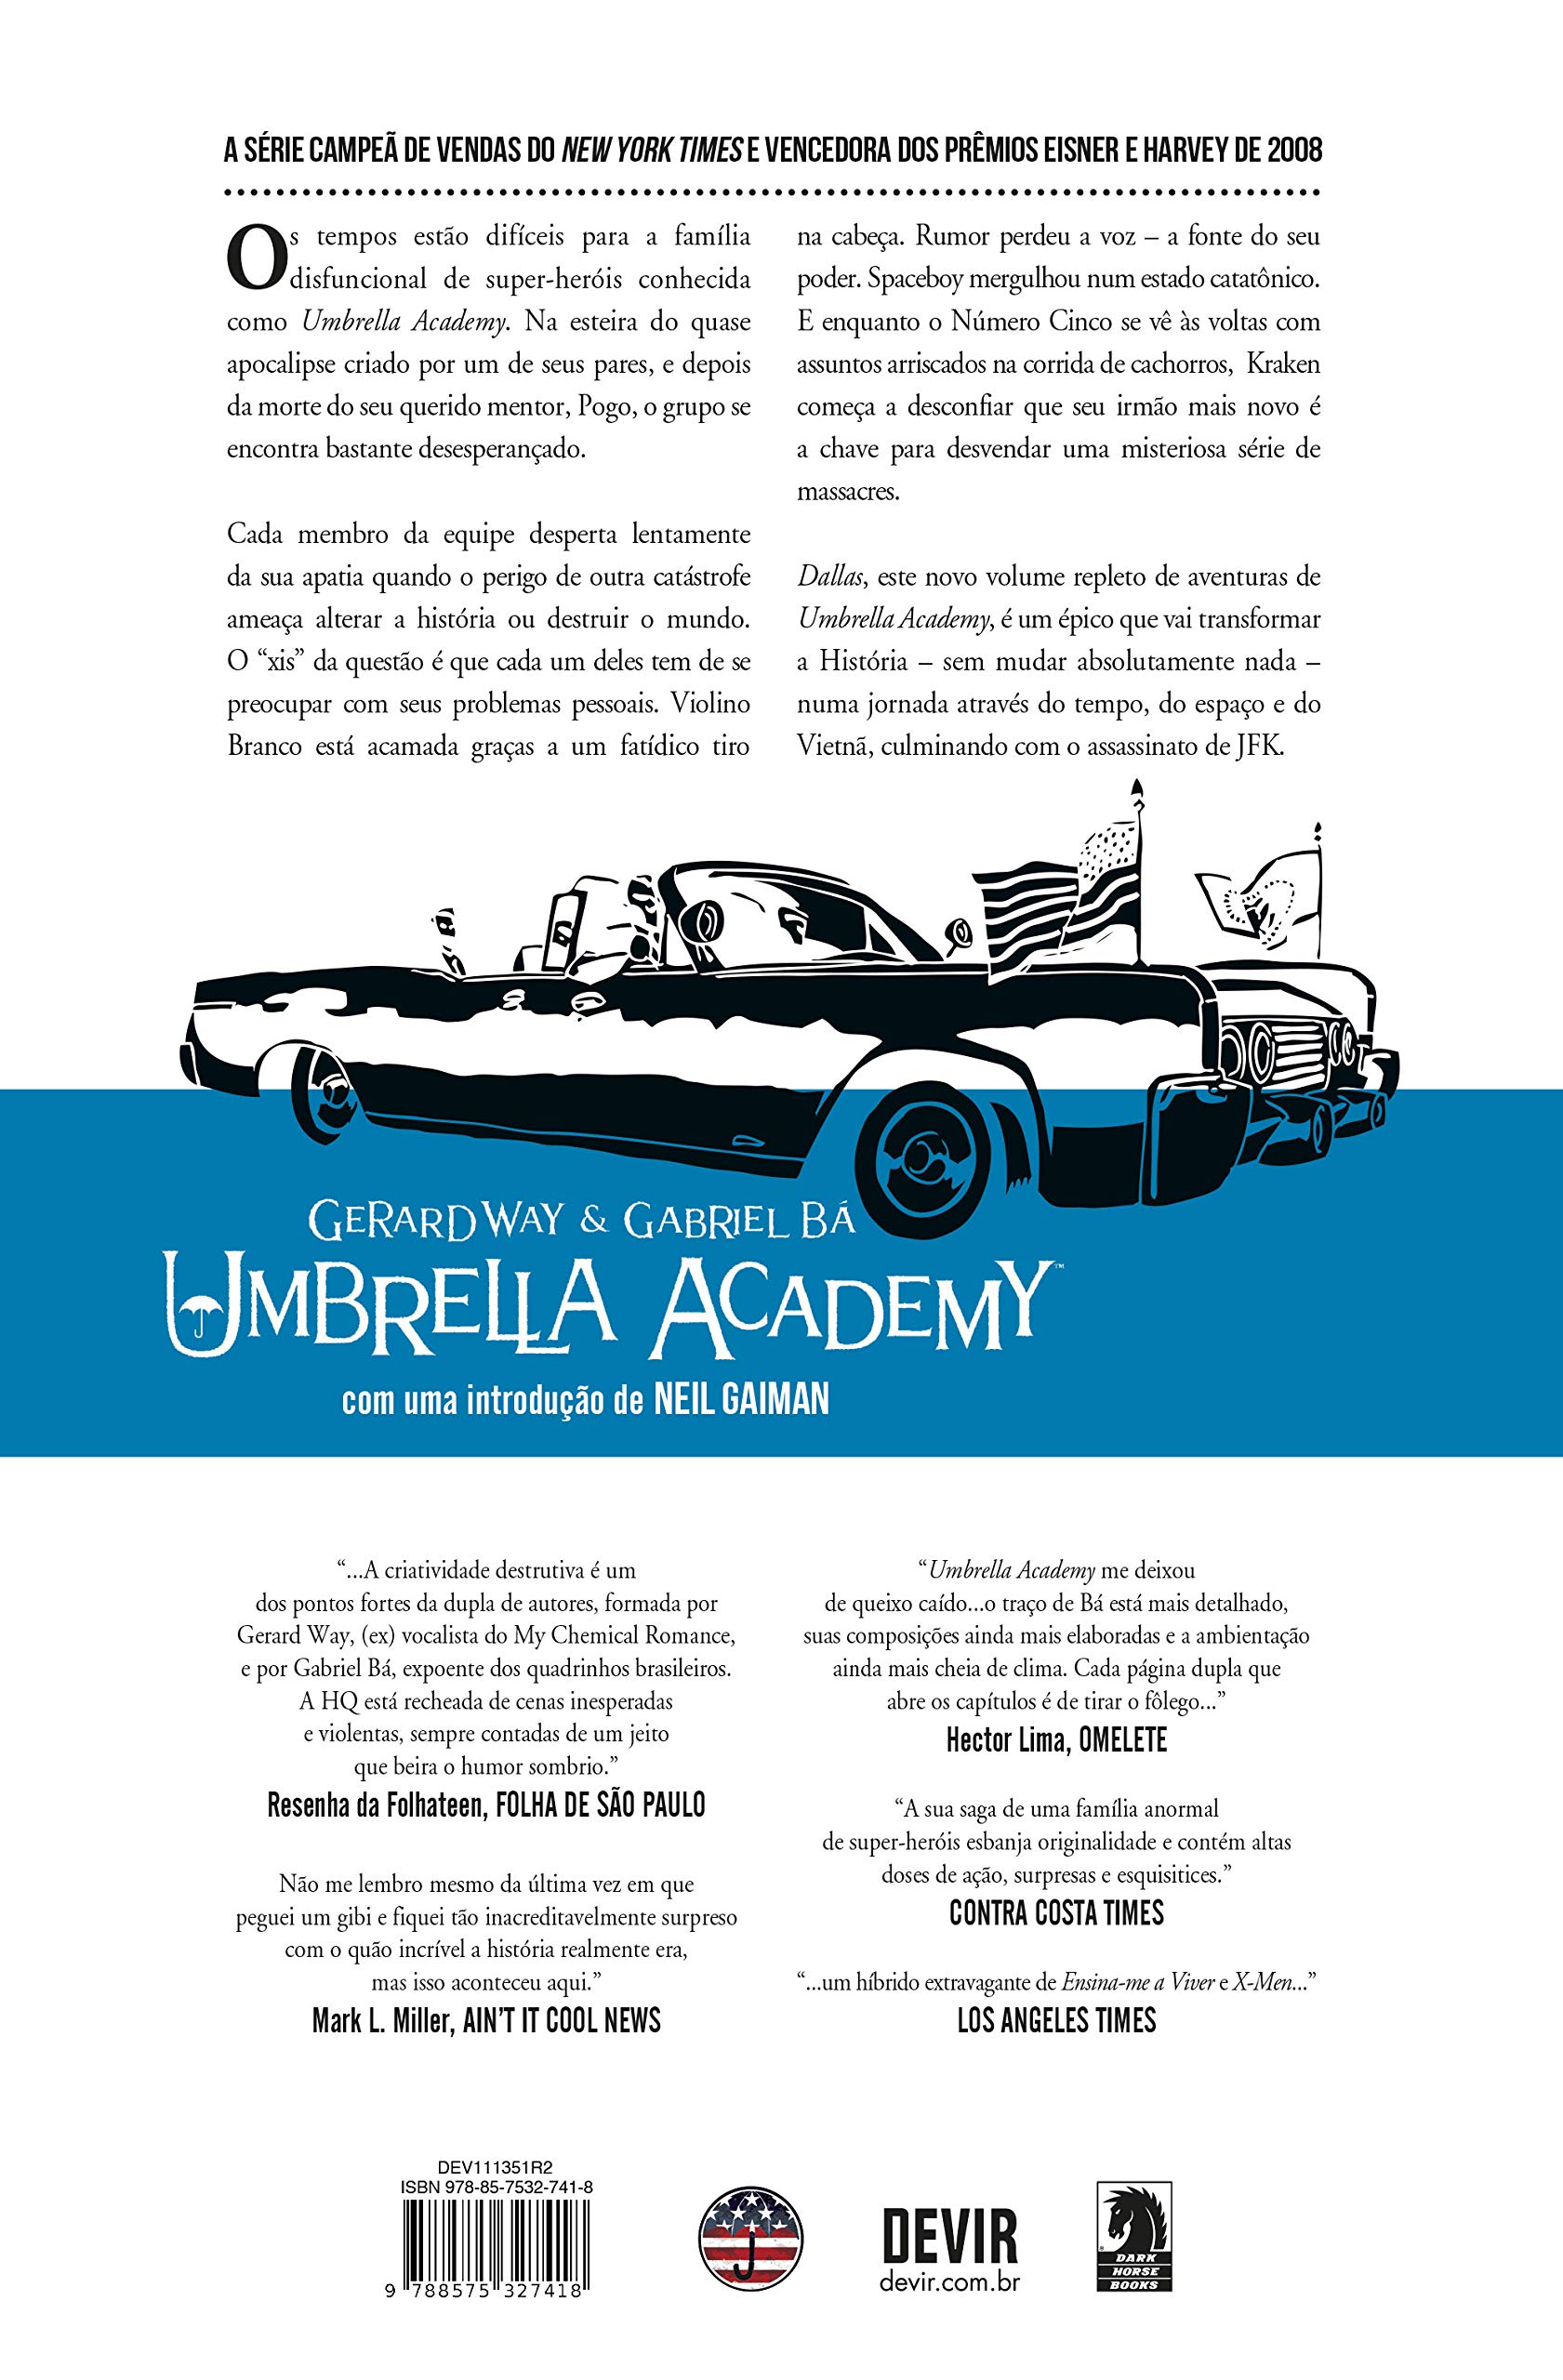 A SÉRIE CAMPEÃ DE VENDAS DO NEW YORK TIMES E VENCEDORA DOS PRÊMIOS EISNER E HARVEY DE 2008
Os tempos estão difíceis para a família
disfuncional de super-heróis conhecida
como Umbrella Academy. Na esteira do quase
apocalipse criado por um de seus pares, e depois
da morte do seu querido mentor, Pogo, o grupo se
encontra bastante desesperançado.
Cada membro da equipe desperta lentamente
da sua apatia quando o perigo de outra catástrofe
ameaça alterar a história ou destruir o mundo.
O “xis” da questão é que cada um deles tem de se
preocupar com seus problemas pessoais. Violino
Branco está acamada graças a um fatídico tiro
na cabeça. Rumor perdeu a voz – a fonte do seu
poder. Spaceboy mergulhou num estado catatônico.
E enquanto o Número Cinco se vê às voltas com
assuntos arriscados na corrida de cachorros, Kraken
começa a desconfiar que seu irmão mais novo é
a chave para desvendar uma misteriosa série de
massacres.
Dallas, este novo volume repleto de aventuras de
Umbrella Academy, é um épico que vai transformar
a História – sem mudar absolutamente nada –
numa jornada através do tempo, do espaço e do
Vietnã, culminando com o assassinato de JFK.
GERARD WAY & GABRIEL BÁ
UMBRELLA ACADEMY™
com uma introdução de NEIL GAIMAN
“...A criatividade destrutiva é um
dos pontos fortes da dupla de autores, formada por
Gerard Way, (ex) vocalista do My Chemical Romance,
e por Gabriel Bá, expoente dos quadrinhos brasileiros.
A HQ está recheada de cenas inesperadas
e violentas, sempre contadas de um jeito
que beira o humor sombrio.”
Resenha da Folhateen, FOLHA DE SÃO PAULO
Não me lembro mesmo da última vez em que
peguei um gibi e fiquei tão inacreditavelmente surpreso
com o quão incrível a história realmente era,
mas isso aconteceu aqui.”
Mark L. Miller, AIN’T IT COOL NEWS
“Umbrella Academy me deixou
de queixo caído...o traço de Bá está mais detalhado,
suas composições ainda mais elaboradas e a ambientação
ainda mais cheia de clima. Cada página dupla que
abre os capítulos é de tirar o fôlego...”
Hector Lima, OMELETE
“A sua saga de uma família anormal
de super-heróis esbanja originalidade e contém altas
doses de ação, surpresas e esquisitices.”
CONTRA COSTA TIMES
“...um híbrido extravagante de Ensina-me a Viver e X-Men...”
LOS ANGELES TIMES
DEV111351R2
ISBN 978-85-7532-741-8
9 788575 327418
DEVIR
devir.com.br
DARK
HORSE
BOOKS